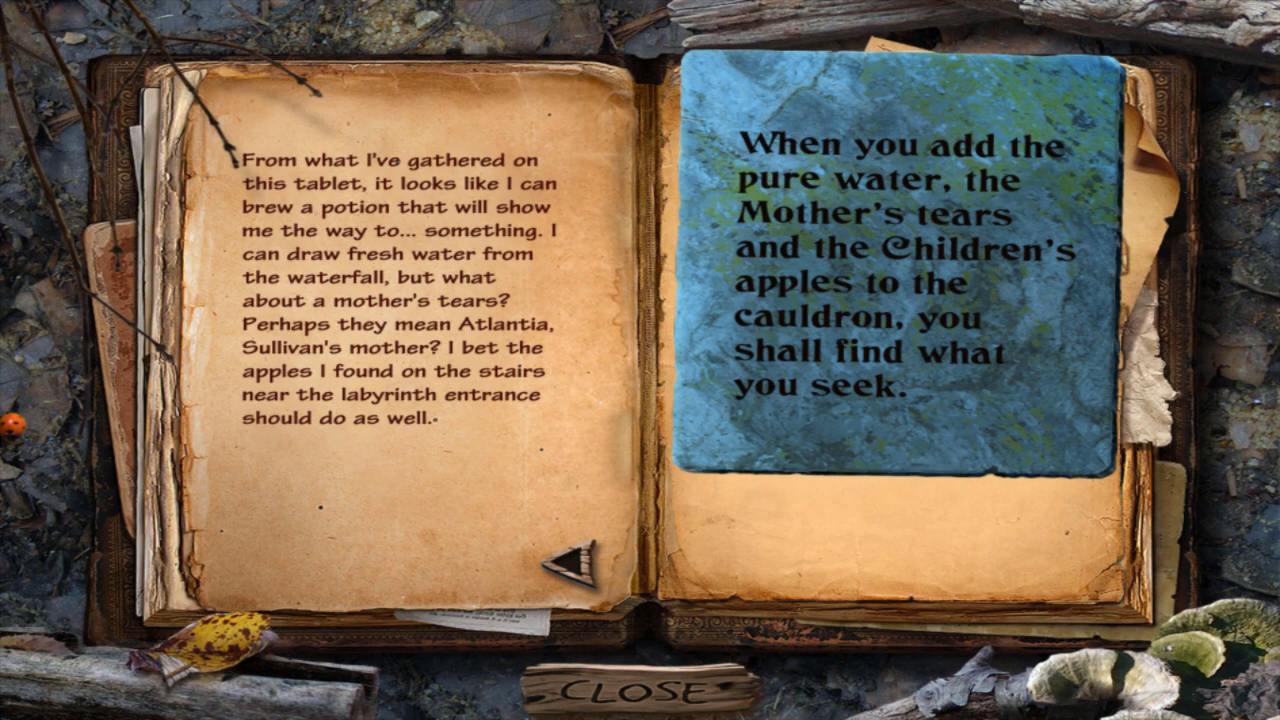 From what I've gathered on
this tablet, it looks like I can
brew a potion that will show
me the way to... something. I
can draw fresh water from
the waterfall, but what
about a mother's tears?
Perhaps they mean Atlantia,
Sullivan's mother? I bet the
apples I found on the stairs
near the labyrinth entrance
should do as well.
When you add the
pure water, the
Mother's tears
and the Children's
apples to the
cauldron, you
shall find what
you seek.
CLOSE